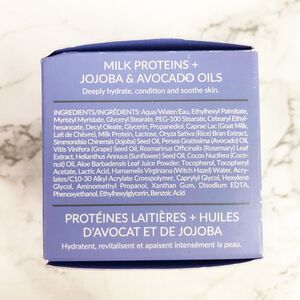 MILK PROTEINS +
JOJOBA & AVOCADO OILS
Deeply hydrate, condition and soothe skin.
INGREDIENTS/INGRÉDIENTS: Aqua/Water/Eau, Ethylhexyl Palmitate,
Myristyl Myristate, Glyceryl Stearate, PEG-100 Stearate, Cetearyl Ethyl-
hexanoate, Decyl Oleate, Glycerin, Propanediol, Caprae Lac (Goat Milk,
Lait de Chèvre), Milk Protein, Lactose, Oryza Sativa (Rice) Bran Extract,
Simmondsia Chinensis (Jojoba) Seed Oil, Persea Gratissima (Avocado) Oil,
Vitis Vinifera (Grape) Seed Oil, Rosmarinus Officinalis (Rosemary) Leaf
Extract, Helianthus Annuus (Sunflower) Seed Oil, Cocos Nucifera (Coco-
nut) Oil, Aloe Barbadensis Leaf Juice Powder, Tocopherol, Tocopheryl
Acetate, Lactic Acid, Hamamelis Virginiana (Witch Hazel) Water, Acry-
lates/C10-30 Alkyl Acrylate Crosspolymer, Caprylyl Glycol, Hexylene
Glycol, Aminomethyl Propanol, Xanthan Gum, Disodium EDTA,
Phenoxyethanol, Ethylhexylglycerin, Benzoic Acid
PROTÉINES LAITIÈRES + HUILES
D'AVOCAT ET DE JOJOBA
Hydratent, revitalisent et apaisent intensément la peau.